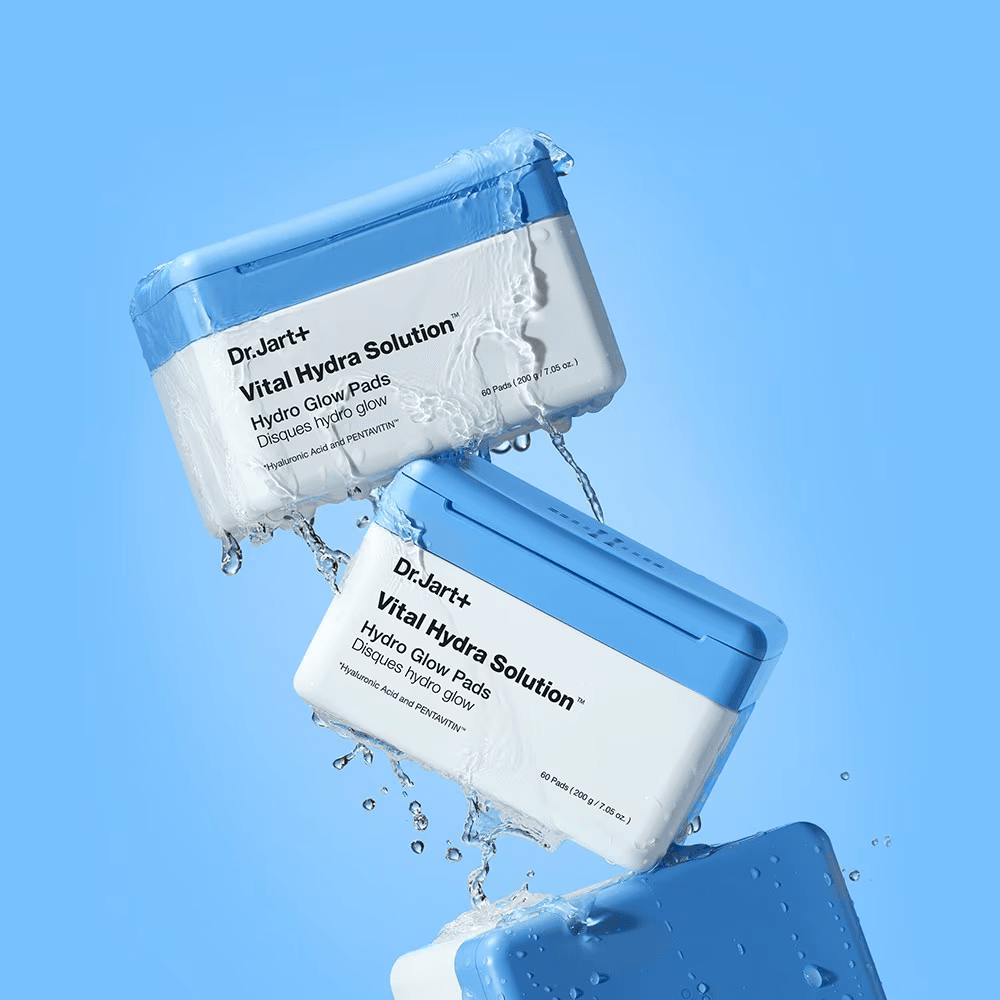 Dr.Jart+
Vital Hydra Solution™
Hydro Glow Pads
Disques hydro glow
*Hyaluronic Acid and PENTAVITIN™
60 Pads ( 200 g / 7.05 oz. )
Dr.Jart+
Vital Hydra Solution™
Hydro Glow Pads
Disques hydro glow
*Hyaluronic Acid and PENTAVITIN™
60 Pads ( 200 g / 7.05 oz. )